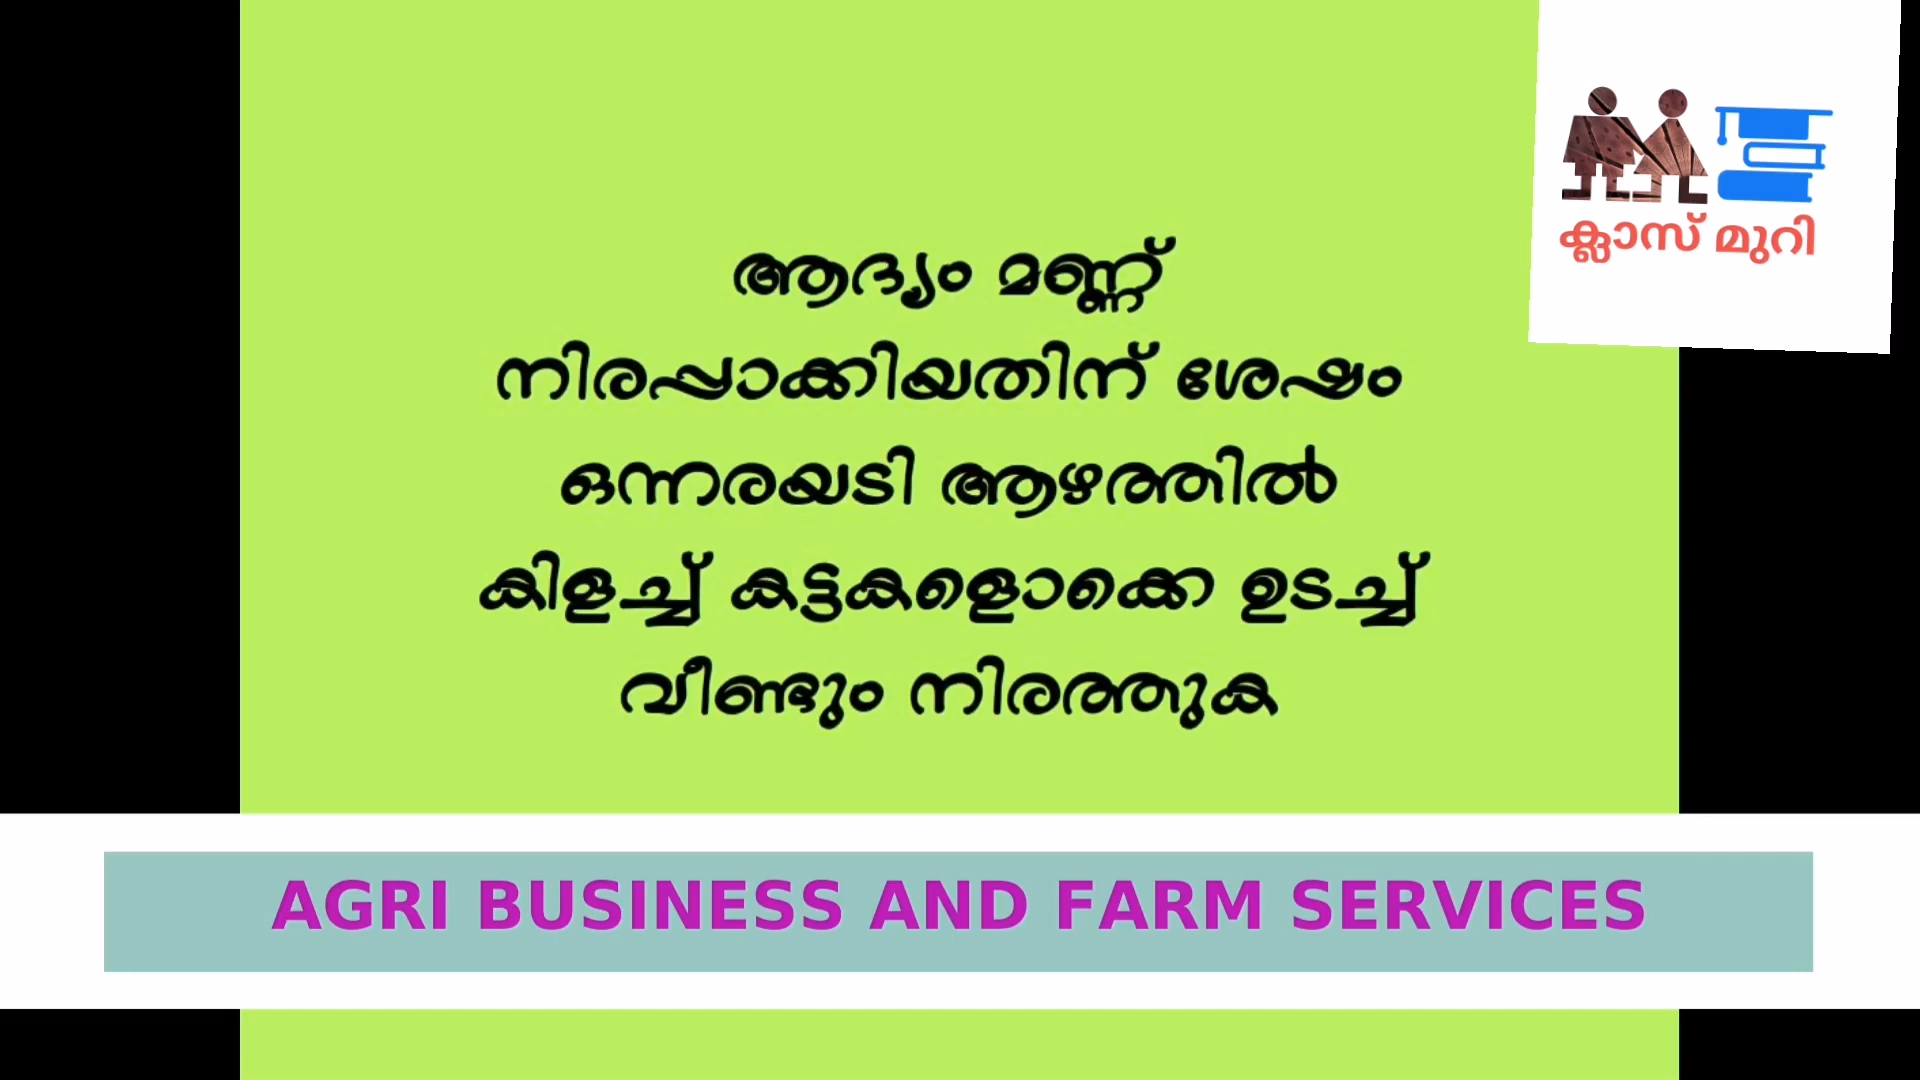 ക്ലാസ് മുറി
ആദ്യം മണ്ണ്
നിരപ്പാക്കിയതിന് ശേഷം
ഒന്നരയടി ആഴത്തിൽ
കിളച്ച് കട്ടകളൊക്കെ ഉടച്ച്
വീണ്ടും നിരത്തുക
AGRI BUSINESS AND FARM SERVICES